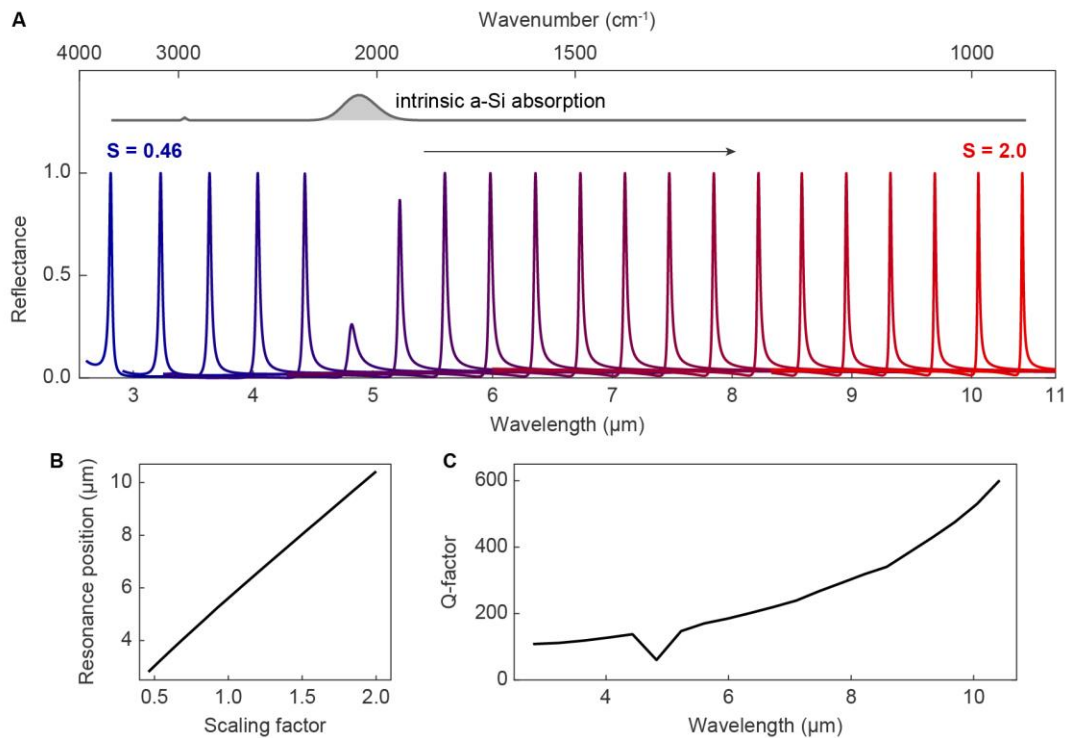 A
Wavenumber (cm⁻¹)
4000 3000 2000 1500 1000
intrinsic a-Si absorption
S = 0.46
S = 2.0
1.0
0.5
0.0
Reflectance
3 4 5 6 7 8 9 10 11
Wavelength (µm)
B
Resonance position (µm)
10
8
6
4
0.5 1.0 1.5 2.0
Scaling factor
C
Q-factor
600
400
200
0
4 6 8 10
Wavelength (µm)